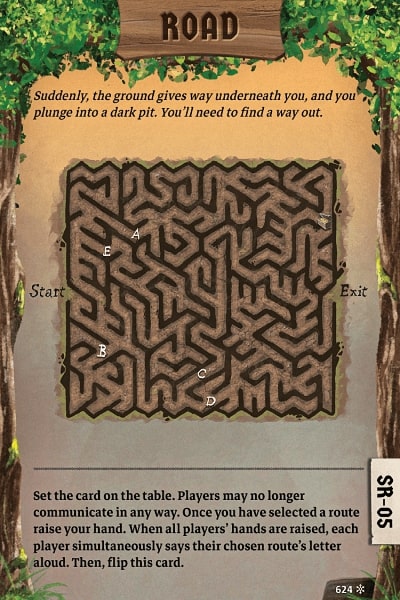 ROAD
Suddenly, the ground gives way underneath you, and you
plunge into a dark pit. You'll need to find a way out.
A
E
Start
Exit
B
C
D
Set the card on the table. Players may no longer
communicate in any way. Once you have selected a route
raise your hand. When all players' hands are raised, each
player simultaneously says their chosen route's letter
aloud. Then, flip this card.
SR-05
624